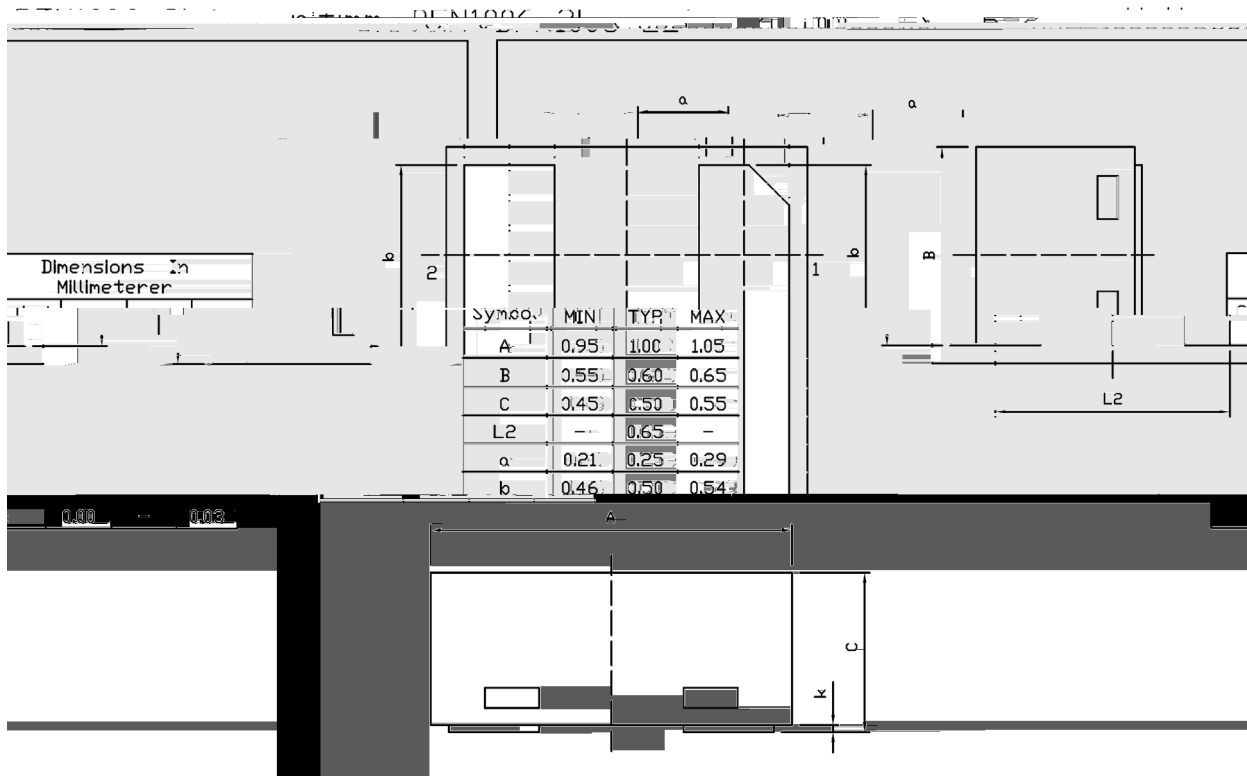 a
a
b
2
b
1
B
Dimensions In
Millimeterer
MIN TYP MAX
A 0.95 1.00 1.05
B 0.55 0.60 0.65
C 0.45 0.50 0.55
L2 - 0.65 -
a 0.21 0.25 0.29
b 0.46 0.50 0.54
L2
0.00 - 0.03
A
C
k